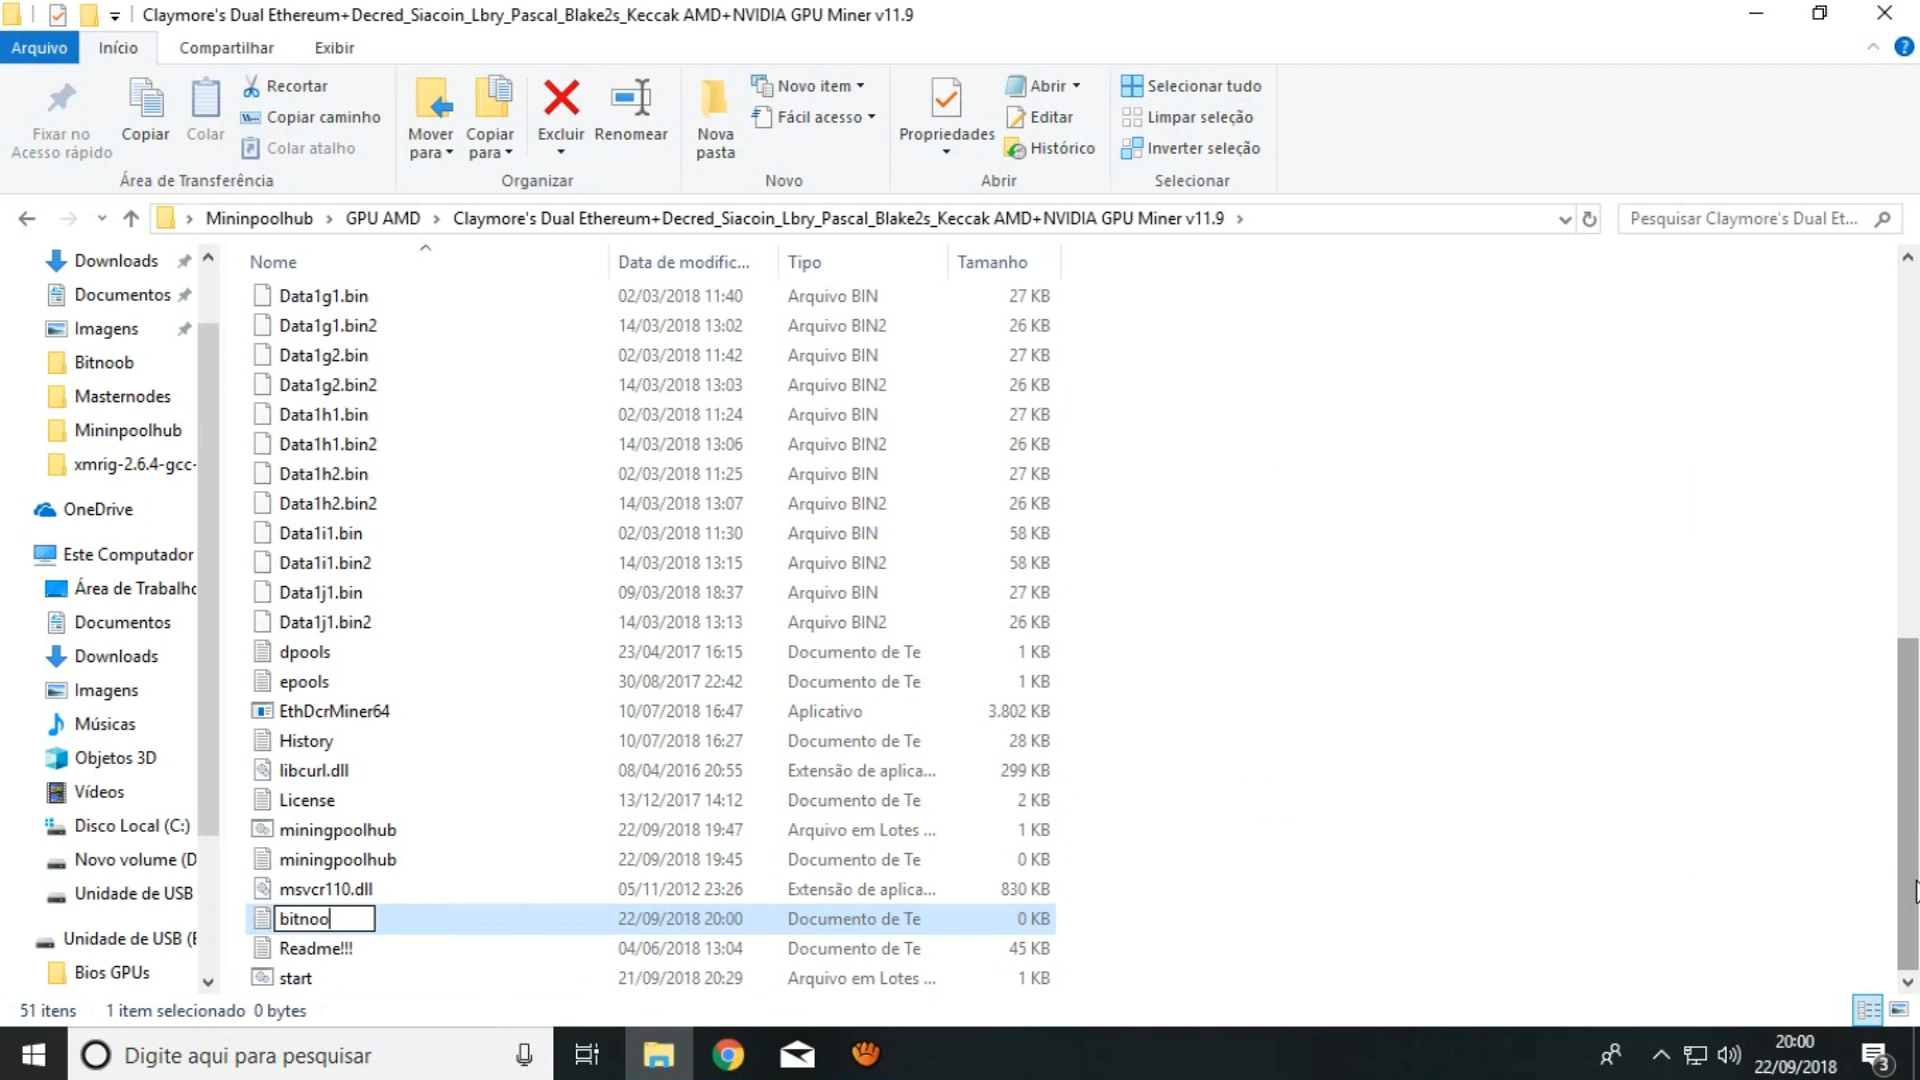 Claymore's Dual Ethereum+Decred_Siacoin_Lbry_Pascal_Blake2s_Keccak AMD+NVIDIA GPU Miner v11.9
Arquivo Início Compartilhar Exibir
Fixar no Acesso rápido
Copiar
Colar
Recortar
Copiar caminho
Colar atalho
Mover para
Copiar para
Excluir
Renomear
Nova pasta
Novo item
Fácil acesso
Propriedades
Abrir
Editar
Histórico
Selecionar tudo
Limpar seleção
Inverter seleção
Área de Transferência Organizar Novo Abrir Selecionar
Mininpoolhub > GPU AMD > Claymore's Dual Ethereum+Decred_Siacoin_Lbry_Pascal_Blake2s_Keccak AMD+NVIDIA GPU Miner v11.9 >
Pesquisar Claymore's Dual Et...
Downloads
Documentos
Imagens
Bitnoob
Masternodes
Mininpoolhub
xmrig-2.6.4-gcc-
OneDrive
Este Computador
Área de Trabalho
Documentos
Downloads
Imagens
Músicas
Objetos 3D
Vídeos
Disco Local (C:)
Novo volume (D
Unidade de USB
Unidade de USB (E
Bios GPUs
Nome Data de modific... Tipo Tamanho
Data1g1.bin 02/03/2018 11:40 Arquivo BIN 27 KB
Data1g1.bin2 14/03/2018 13:02 Arquivo BIN2 26 KB
Data1g2.bin 02/03/2018 11:42 Arquivo BIN 27 KB
Data1g2.bin2 14/03/2018 13:03 Arquivo BIN2 26 KB
Data1h1.bin 02/03/2018 11:24 Arquivo BIN 27 KB
Data1h1.bin2 14/03/2018 13:06 Arquivo BIN2 26 KB
Data1h2.bin 02/03/2018 11:25 Arquivo BIN 27 KB
Data1h2.bin2 14/03/2018 13:07 Arquivo BIN2 26 KB
Data1i1.bin 02/03/2018 11:30 Arquivo BIN 58 KB
Data1i1.bin2 14/03/2018 13:15 Arquivo BIN2 58 KB
Data1j1.bin 09/03/2018 18:37 Arquivo BIN 27 KB
Data1j1.bin2 14/03/2018 13:13 Arquivo BIN2 26 KB
dpools 23/04/2017 16:15 Documento de Te 1 KB
epools 30/08/2017 22:42 Documento de Te 1 KB
EthDcrMiner64 10/07/2018 16:47 Aplicativo 3.802 KB
History 10/07/2018 16:27 Documento de Te 28 KB
libcurl.dll 08/04/2016 20:55 Extensão de aplica... 299 KB
License 13/12/2017 14:12 Documento de Te 2 KB
miningpoolhub 22/09/2018 19:47 Arquivo em Lotes ... 1 KB
miningpoolhub 22/09/2018 19:45 Documento de Te 0 KB
msvcr110.dll 05/11/2012 23:26 Extensão de aplica... 830 KB
bitnoo 22/09/2018 20:00 Documento de Te 0 KB
Readme!!! 04/06/2018 13:04 Documento de Te 45 KB
start 21/09/2018 20:29 Arquivo em Lotes ... 1 KB
51 itens 1 item selecionado 0 bytes
Digite aqui para pesquisar
20:00
22/09/2018
3